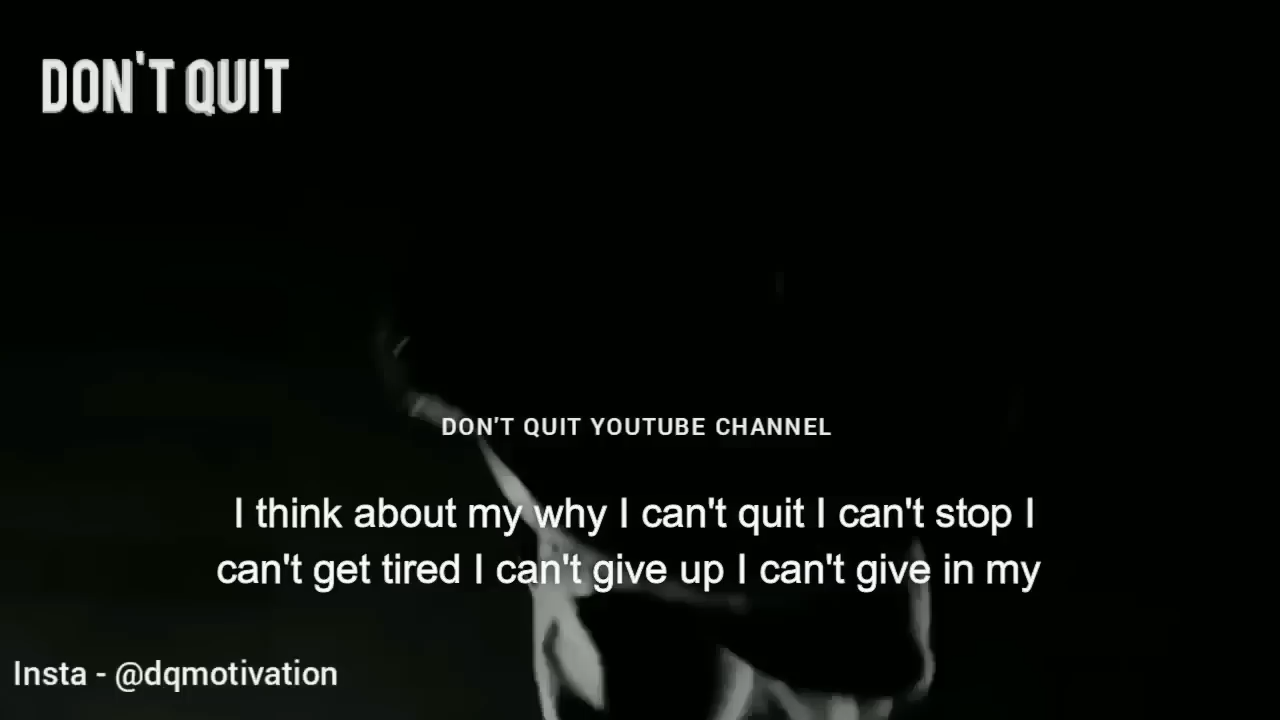 DON'T QUIT
DON'T QUIT YOUTUBE CHANNEL
I think about my why I can't quit I can't stop I
can't get tired I can't give up I can't give in my
Insta - @dqmotivation